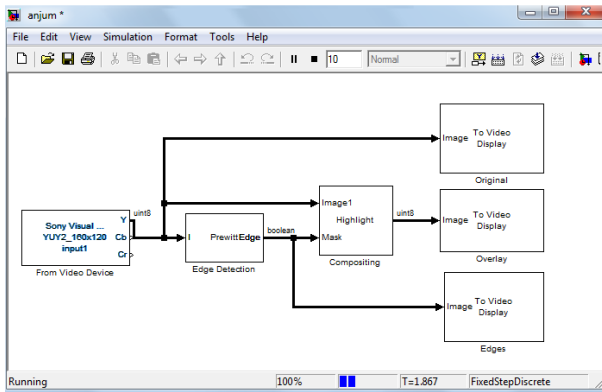 anjum *
File Edit View Simulation Format Tools Help
10 Normal
Image To Video
Display
Original
Sony Visual ...
YUY2_160x120
input1
Y
Cb
Cr
uint8
From Video Device
I PrewittEdge
Edge Detection
boolean
Image1
Highlight
Mask
Compositing
uint8
Image To Video
Display
Overlay
Image To Video
Display
Edges
Running 100% T=1.867 FixedStepDiscrete